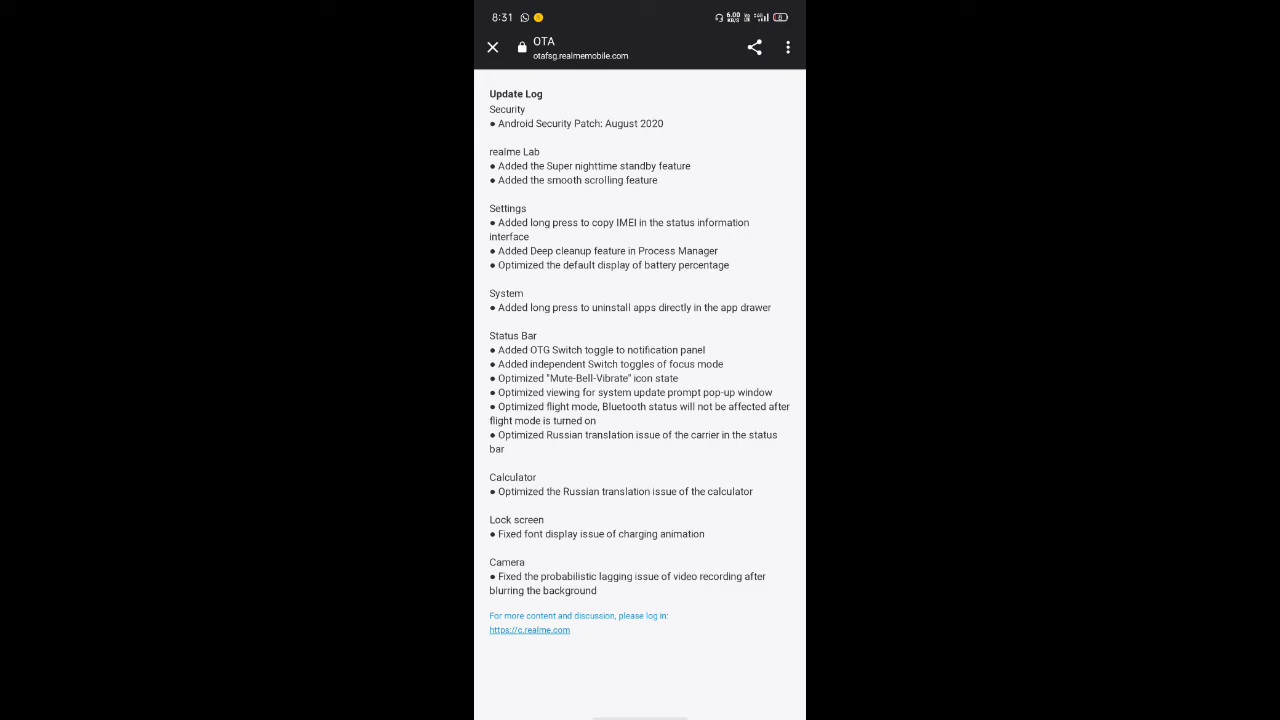 8:31
6.00
KB/S
8
OTA
otafsg.realmemobile.com
Update Log
Security
● Android Security Patch: August 2020
realme Lab
● Added the Super nighttime standby feature
● Added the smooth scrolling feature
Settings
● Added long press to copy IMEI in the status information
interface
● Added Deep cleanup feature in Process Manager
● Optimized the default display of battery percentage
System
● Added long press to uninstall apps directly in the app drawer
Status Bar
● Added OTG Switch toggle to notification panel
● Added independent Switch toggles of focus mode
● Optimized "Mute-Bell-Vibrate" icon state
● Optimized viewing for system update prompt pop-up window
● Optimized flight mode, Bluetooth status will not be affected after
flight mode is turned on
● Optimized Russian translation issue of the carrier in the status
bar
Calculator
● Optimized the Russian translation issue of the calculator
Lock screen
● Fixed font display issue of charging animation
Camera
● Fixed the probabilistic lagging issue of video recording after
blurring the background
For more content and discussion, please log in:
https://c.realme.com